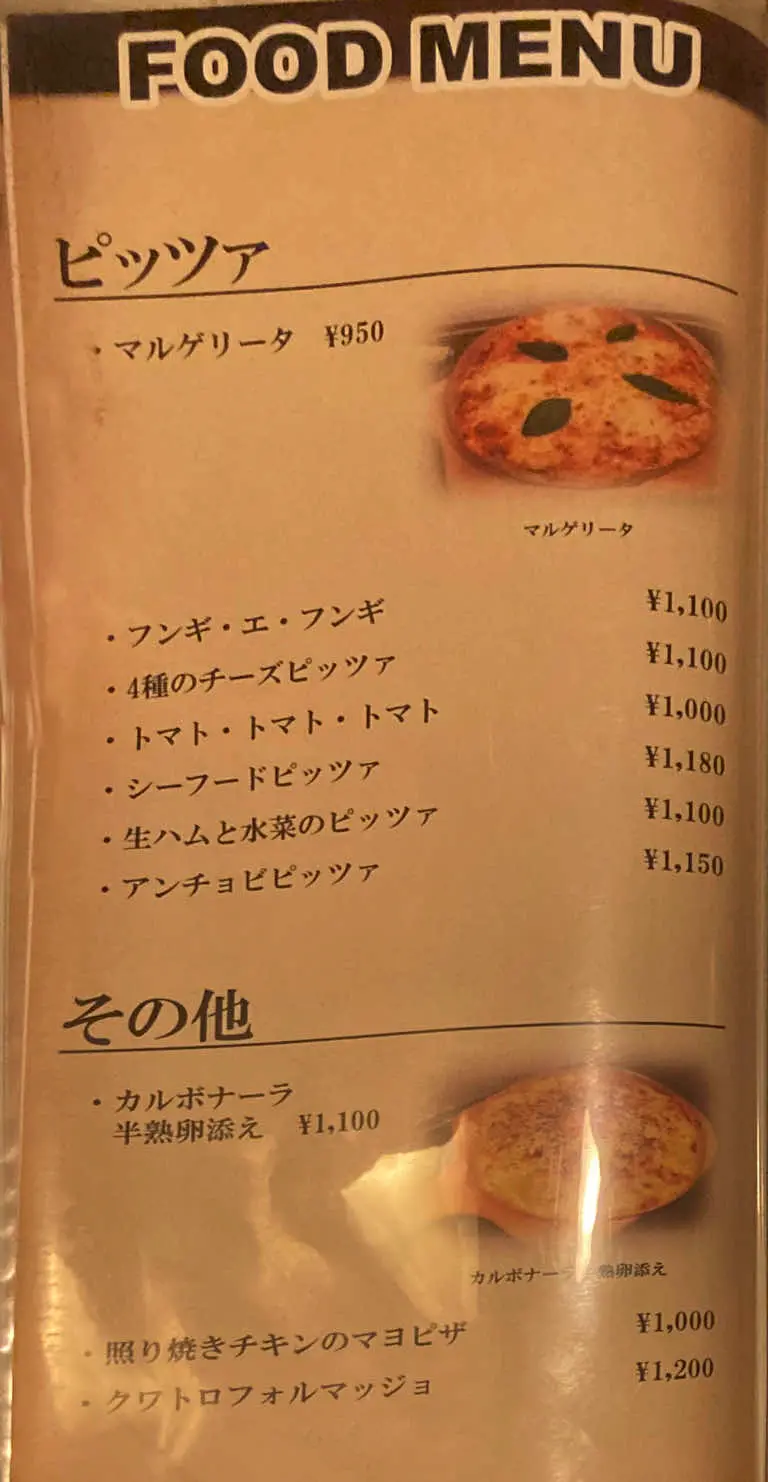 FOOD MENU
ピッツァ
・マルゲリータ ¥950
マルゲリータ
・フンギ・エ・フンギ ¥1,100
・4種のチーズピッツァ ¥1,100
・トマト・トマト・トマト ¥1,000
・シーフードピッツァ ¥1,180
・生ハムと水菜のピッツァ ¥1,100
・アンチョビピッツァ ¥1,150
その他
・カルボナーラ
半熟卵添え ¥1,100
カルボナーラ半熟卵添え
・照り焼きチキンのマヨピザ ¥1,000
・クワトロフォルマッジョ ¥1,200